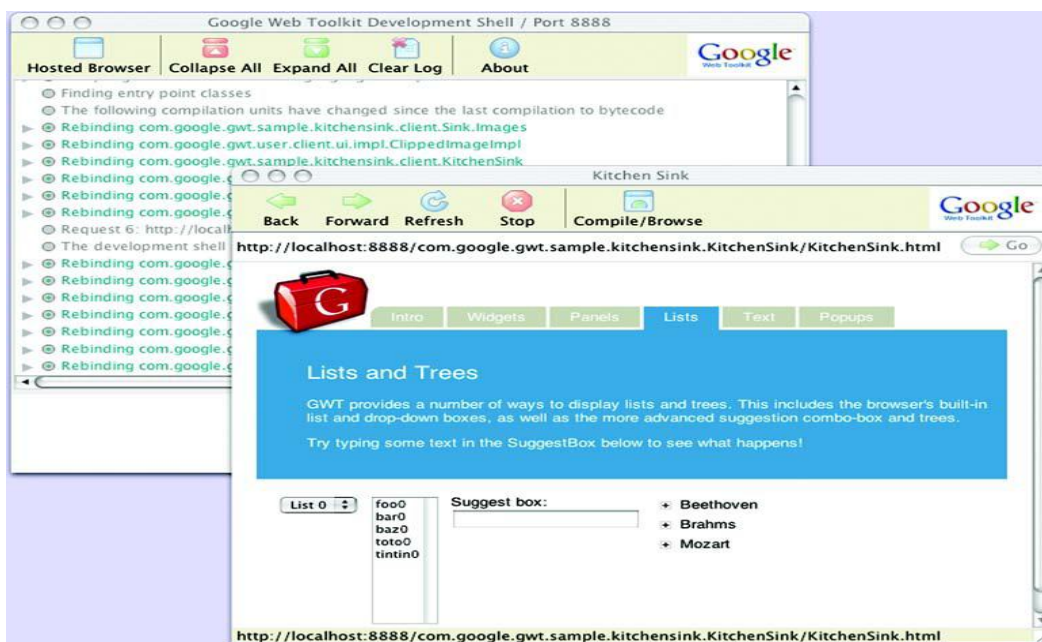 Google Web Toolkit Development Shell / Port 8888
Hosted Browser Collapse All Expand All Clear Log About
Google
Web Toolkit
Finding entry point classes
The following compilation units have changed since the last compilation to bytecode
Rebinding com.google.gwt.sample.kitchensink.client.Sink.Images
Rebinding com.google.gwt.user.client.ui.impl.ClippedImageImpl
Rebinding com.google.gwt.sample.kitchensink.client.KitchenSink
Rebinding com.google.g
Rebinding com.google.g
Rebinding com.google.g
Request 6: http://localh
The development shell
Rebinding com.google.g
Rebinding com.google.g
Rebinding com.google.g
Rebinding com.google.g
Rebinding com.google.g
Rebinding com.google.g
Rebinding com.google.g
Kitchen Sink
Back Forward Refresh Stop Compile/Browse
Google
Web Toolkit
http://localhost:8888/com.google.gwt.sample.kitchensink.KitchenSink/KitchenSink.html Go
G
Intro Widgets Panels Lists Text Popups
Lists and Trees
GWT provides a number of ways to display lists and trees. This includes the browser's built-in
list and drop-down boxes, as well as the more advanced suggestion combo-box and trees.
Try typing some text in the SuggestBox below to see what happens!
List 0
foo0
bar0
baz0
toto0
tintin0
Suggest box:
Beethoven
Brahms
Mozart
http://localhost:8888/com.google.gwt.sample.kitchensink.KitchenSink/KitchenSink.html